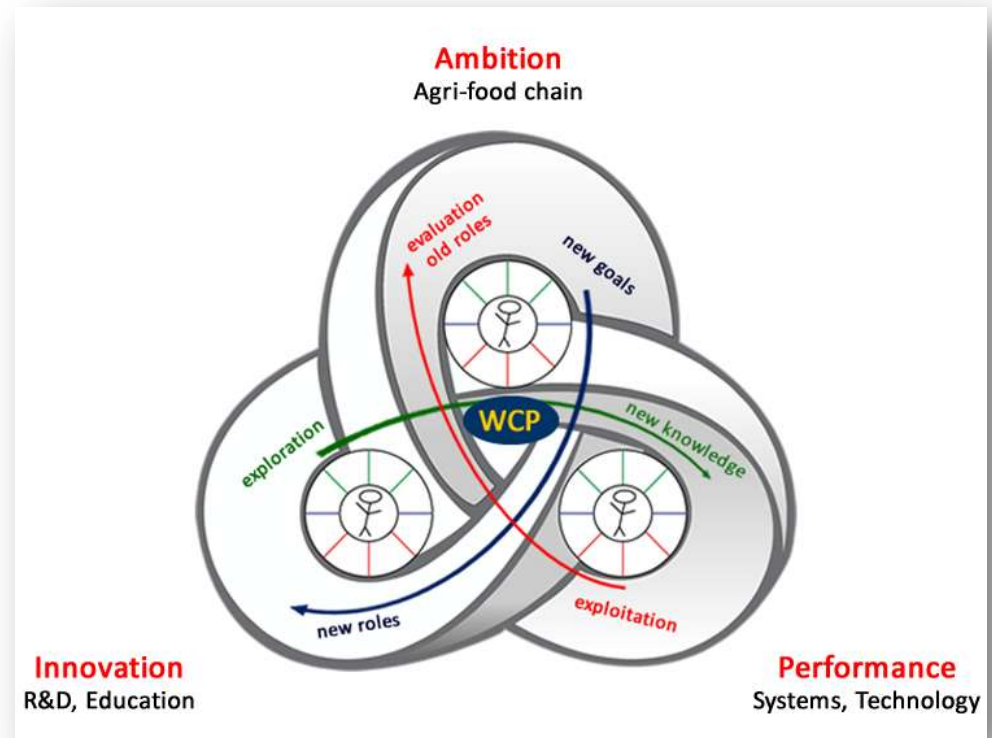 Ambition
Agri-food chain
evaluation
old roles
new goals
WCP
exploration
new knowledge
new roles
exploitation
Innovation
R&D, Education
Performance
Systems, Technology